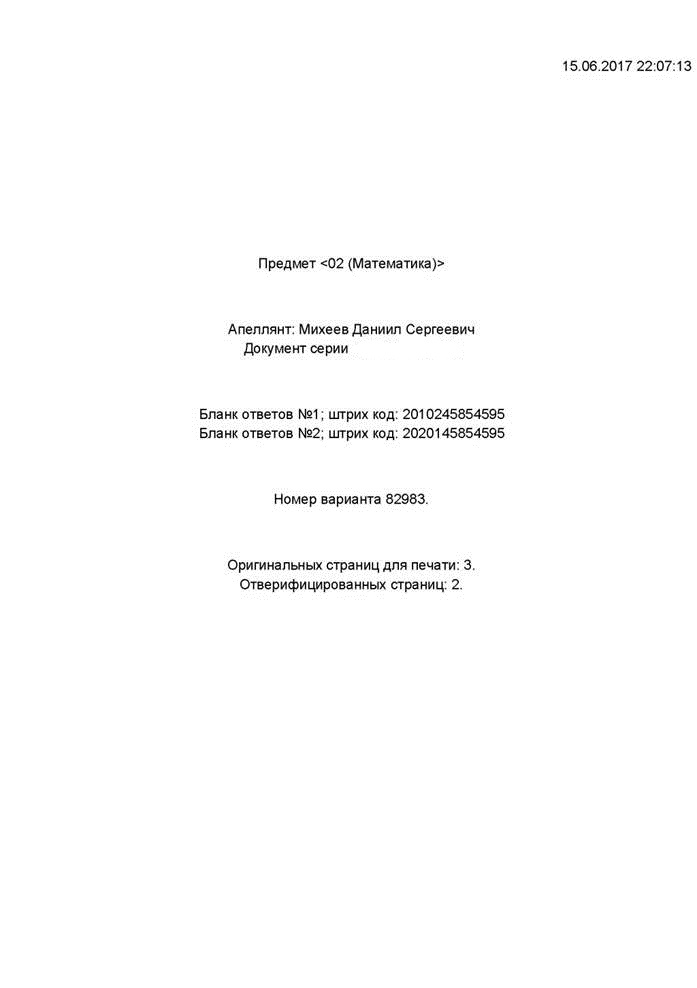 15.06.2017 22:07:13
Предмет <02 (Математика)>
Апеллянт: Михеев Даниил Сергеевич
Документ серии
Бланк ответов №1; штрих код: 2010245854595
Бланк ответов №2; штрих код: 2020145854595
Номер варианта 82983.
Оригинальных страниц для печати: 3.
Отверифицированных страниц: 2.